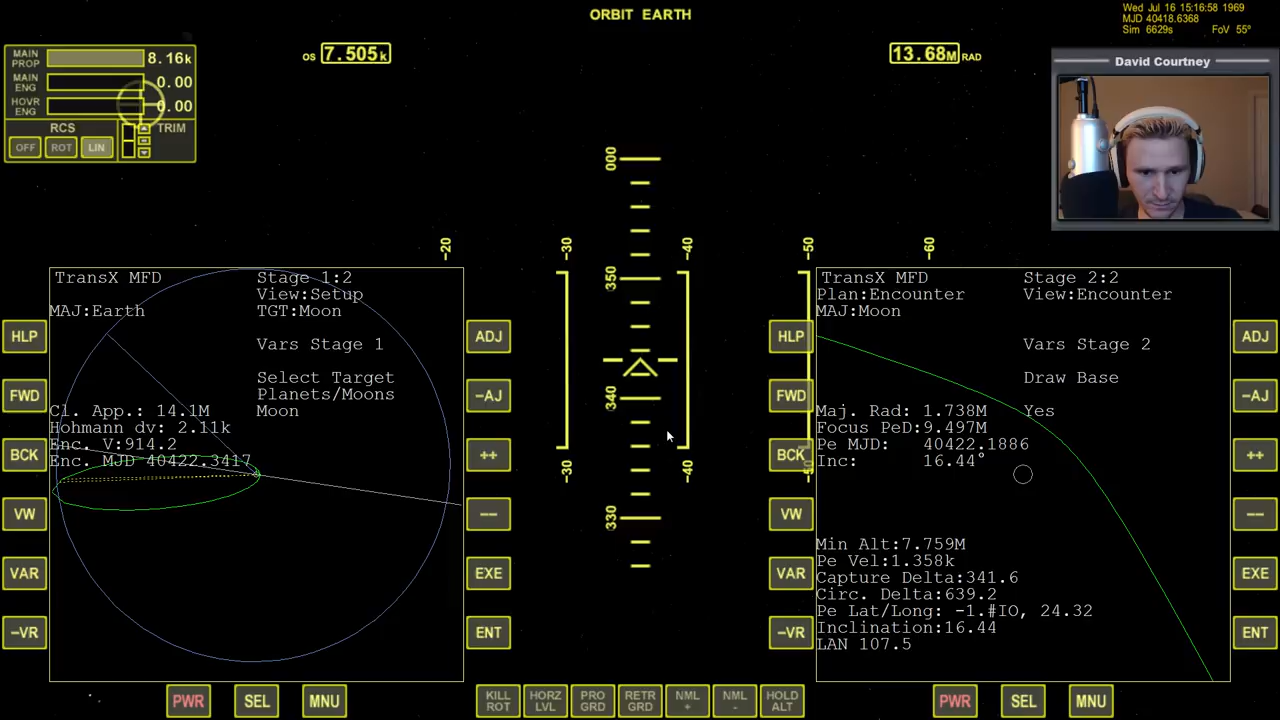 ORBIT EARTH
Wed Jul 16 15:16:58 1969
MJD 40418.6368
Sim 6629s FoV 55°
MAIN PROP 8.16k
MAIN ENG 0.00
HOVR ENG 0.00
RCS TRIM
OFF ROT LIN
OS 7.505k
13.68M RAD
David Courtney
000
350
340
330
-20 -30 -40 -50 -60
-30 -40
TransX MFD Stage 1:2
View:Setup
MAJ:Earth TGT:Moon
Vars Stage 1
Select Target
Planets/Moons
Cl. App.: 14.1M Moon
Hohmann dv: 2.11k
Enc. V:914.2
Enc. MJD 40422.3417
HLP ADJ
FWD -AJ
BCK ++
VW --
VAR EXE
-VR ENT
PWR SEL MNU
TransX MFD Stage 2:2
Plan:Encounter View:Encounter
MAJ:Moon
Vars Stage 2
Draw Base
Maj. Rad: 1.738M Yes
Focus PeD:9.497M
Pe MJD: 40422.1886
Inc: 16.44°
Min Alt:7.759M
Pe Vel:1.358k
Capture Delta:341.6
Circ. Delta:639.2
Pe Lat/Long: -1.#IO, 24.32
Inclination:16.44
LAN 107.5
HLP ADJ
FWD -AJ
BCK ++
VW --
VAR EXE
-VR ENT
PWR SEL MNU
KILL ROT
HORZ LVL
PRO GRD
RETR GRD
NML +
NML -
HOLD ALT